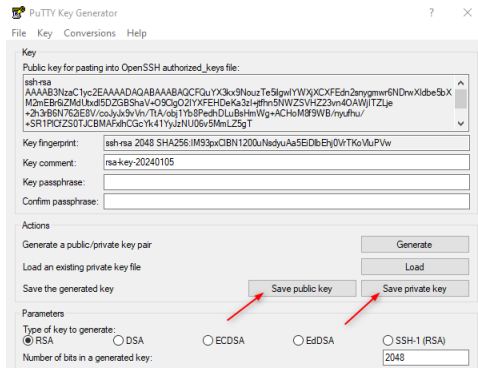 PuTTY Key Generator ? X
File Key Conversions Help
Key
Public key for pasting into OpenSSH authorized_keys file:
ssh-rsa
+SR1PlCfZS0TJCBMAFxlhCGcYk41YyJzNU06v5MmLZ5gT
Key fingerprint: ssh-rsa 2048
Key comment: rsa-key-20240105
Key passphrase:
Confirm passphrase:
Actions
Generate a public/private key pair Generate
Load an existing private key file Load
Save the generated key Save public key Save private key
Parameters
Type of key to generate:
RSA DSA ECDSA EdDSA SSH-1 (RSA)
Number of bits in a generated key: 2048